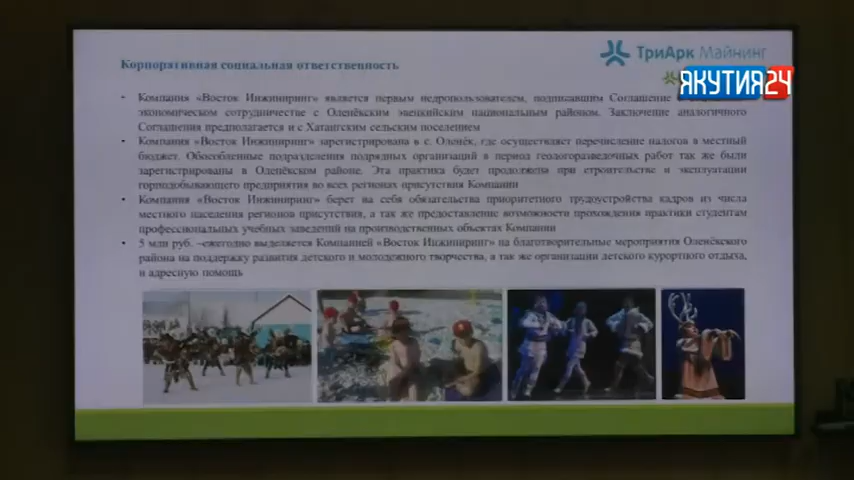 ТриАрк Майнинг
Корпоративная социальная ответственность
ЯКУТИЯ24
- Компания «Восток Инжиниринг» является первым недропользователем, подписавшим Соглашение о
экономическом сотрудничестве с Оленёкским эвенкийским национальным районом. Заключение аналогичного
Соглашения предполагается и с Хатангским сельским поселением
• Компания «Восток Инжиниринг» зарегистрирована в с. Оленёк, где осуществляет перечисление налогов в местный
бюджет. Обособленные подразделения подрядных организаций в период геологоразведочных работ так же были
зарегистрированы в Оленёкском районе. Эта практика будет продолжена при строительстве и эксплуатации
горнодобывающего предприятия во всех регионах присутствия Компании
• Компания «Восток Инжиниринг» берет на себя обязательства приоритетного трудоустройства кадров из числа
местного населения регионов присутствия, а так же предоставление возможности прохождения практики студентам
профессиональных учебных заведений на производственных объектах Компании
• 5 млн руб. –ежегодно выделяется Компанией «Восток Инжиниринг» на благотворительные мероприятия Оленёкского
района на поддержку развития детского и молодежного творчества, а так же организации детского курортного отдыха,
и адресную помощь